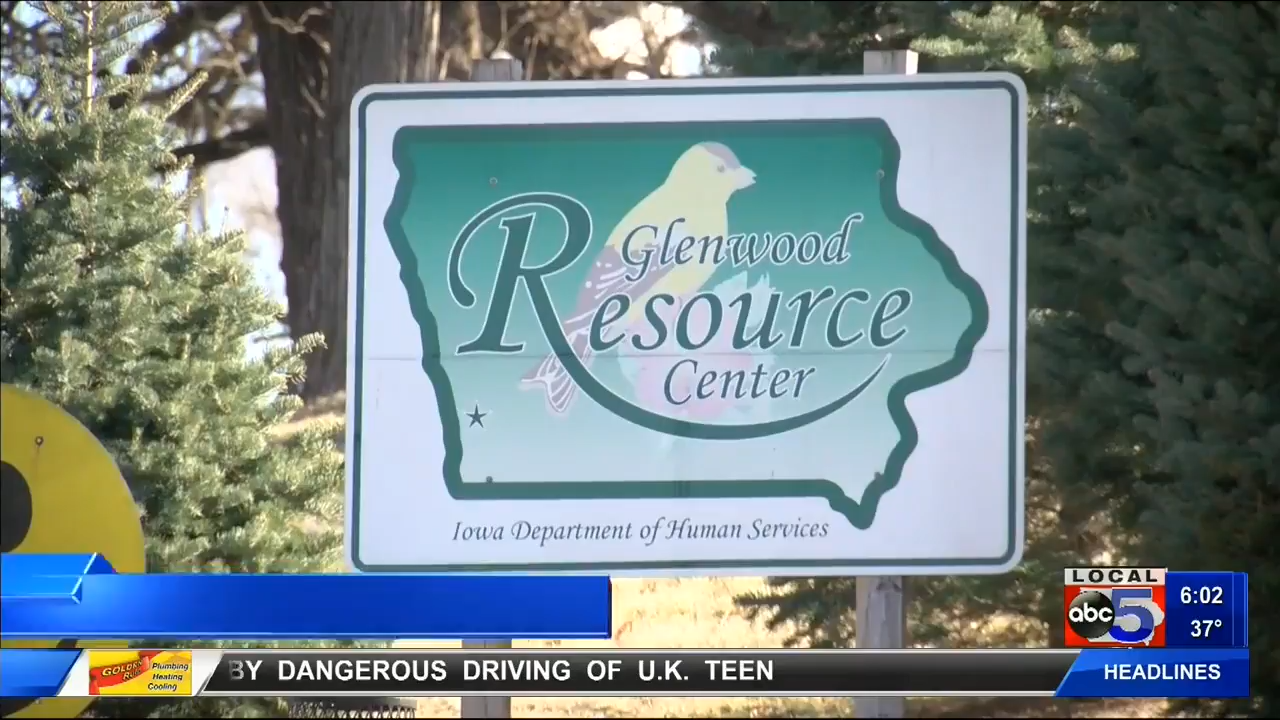 Glenwood
Resource
Center
Iowa Department of Human Services
LOCAL
abc 5
6:02
37°
HEADLINES
Plumbing
Heating
Cooling
BY DANGEROUS DRIVING OF U.K. TEEN